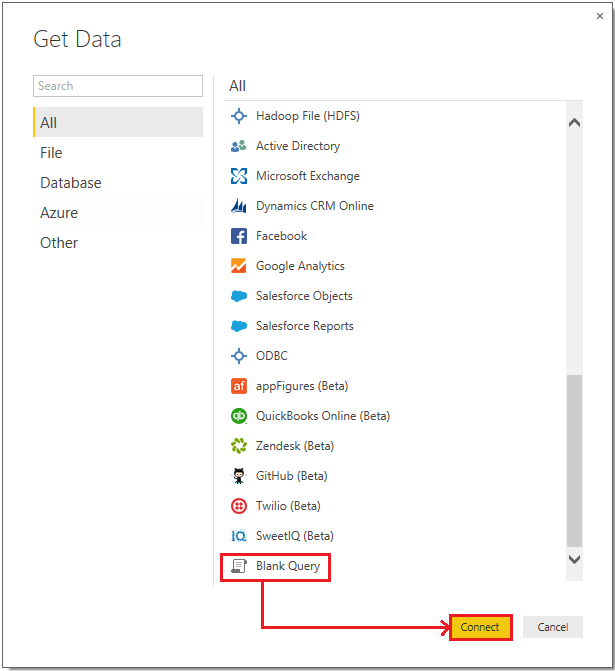 Get Data
Search
All
File
Database
Azure
Other
All
Hadoop File (HDFS)
Active Directory
Microsoft Exchange
Dynamics CRM Online
Facebook
Google Analytics
Salesforce Objects
Salesforce Reports
ODBC
af appFigures (Beta)
qb QuickBooks Online (Beta)
Zendesk (Beta)
GitHub (Beta)
Twilio (Beta)
IQ SweetIQ (Beta)
Blank Query
Connect Cancel